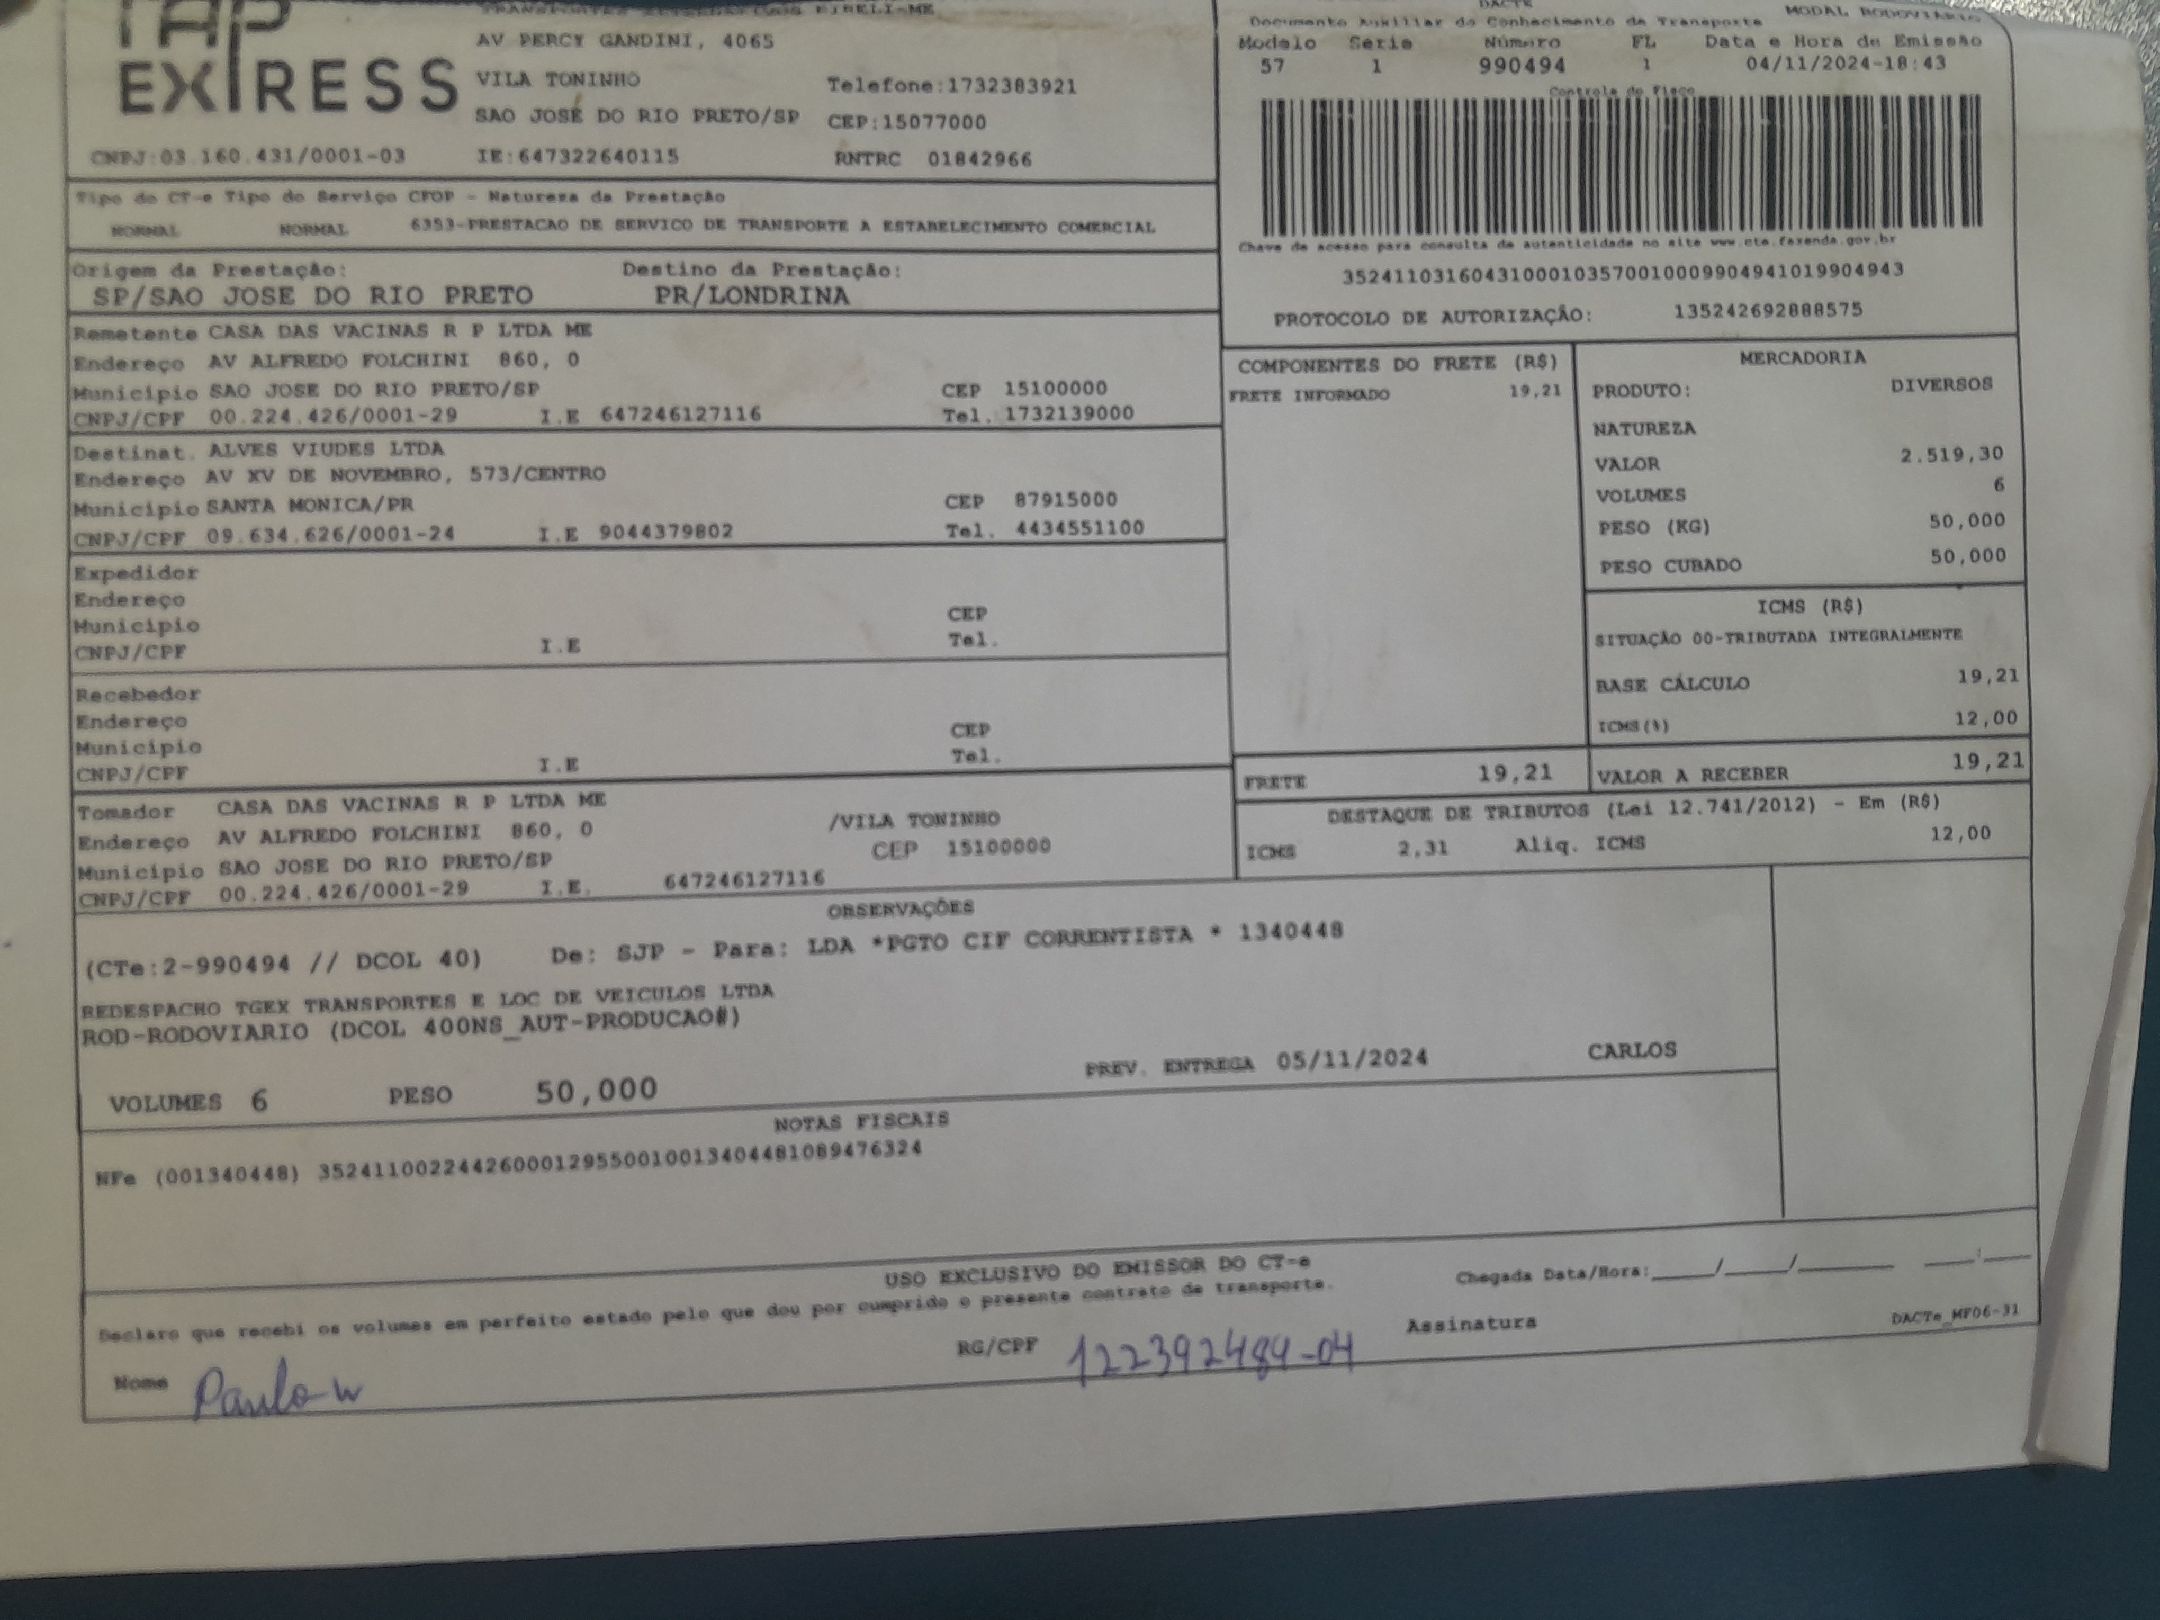 TAP
EXPRESS
AV PERCY GANDINI, 4065
VILA TONINHO
Telefone:1732383921
SAO JOSÉ DO RIO PRETO/SP
CEP:15077000
CNPJ:03.160.431/0001-03
IE:647322640115
RNTRC 01842966
DACTE
MODAL RODOVIÁRIO
Documento Auxiliar do Conhecimento de Transporte
Modelo Serie Número FL Data e Hora de Emissão
57 1 990494 1 04/11/2024-18:43
Controle do Fisco
Chave de acesso para consulta de autenticidade no site www.cte.fazenda.gov.br
35241103160431000103570010009904941019904943
PROTOCOLO DE AUTORIZAÇÃO: 135242692888575
Tipo do CT-e Tipo do Serviço CFOP - Natureza da Prestação
NORMAL NORMAL 6353-PRESTACAO DE SERVICO DE TRANSPORTE A ESTABELECIMENTO COMERCIAL
Origem da Prestação: Destino da Prestação:
SP/SAO JOSE DO RIO PRETO PR/LONDRINA
Remetente CASA DAS VACINAS R P LTDA ME
Endereço AV ALFREDO FOLCHINI 860, 0
Município SAO JOSE DO RIO PRETO/SP CEP 15100000
CNPJ/CPF 00.224.426/0001-29 I.E 647246127116 Tel. 1732139000
Destinat. ALVES VIUDES LTDA
Endereço AV XV DE NOVEMBRO, 573/CENTRO
Município SANTA MONICA/PR CEP 87915000
CNPJ/CPF 09.634.626/0001-24 I.E 9044379802 Tel. 4434551100
Expedidor
Endereço
Município CEP
CNPJ/CPF I.E Tel.
Recebedor
Endereço
Município CEP
CNPJ/CPF I.E Tel.
Tomador CASA DAS VACINAS R P LTDA ME
Endereço AV ALFREDO FOLCHINI 860, 0 /VILA TONINHO
Município SAO JOSE DO RIO PRETO/SP CEP 15100000
CNPJ/CPF 00.224.426/0001-29 I.E. 647246127116
COMPONENTES DO FRETE (R$)
FRETE INFORMADO 19,21
MERCADORIA
PRODUTO: DIVERSOS
NATUREZA
VALOR 2.519,30
VOLUMES 6
PESO (KG) 50,000
PESO CUBADO 50,000
ICMS (R$)
SITUAÇÃO 00-TRIBUTADA INTEGRALMENTE
BASE CÁLCULO 19,21
ICMS(%) 12,00
FRETE 19,21
VALOR A RECEBER 19,21
DESTAQUE DE TRIBUTOS (Lei 12.741/2012) - Em (R$)
ICMS 2,31 Aliq. ICMS 12,00
OBSERVAÇÕES
(CTe:2-990494 // DCOL 40) De: SJP - Para: LDA *PGTO CIF CORRENTISTA * 1340448
REDESPACHO TGEX TRANSPORTES E LOC DE VEICULOS LTDA
ROD-RODOVIARIO (DCOL 400NS_AUT-PRODUCAO#)
VOLUMES 6 PESO 50,000 PREV. ENTREGA 05/11/2024 CARLOS
NOTAS FISCAIS
NFe (001340448) 35241100224426000129550010013404481089476324
USO EXCLUSIVO DO EMISSOR DO CT-e
Declaro que recebi os volumes em perfeito estado pelo que dou por cumprido o presente contrato de transporte.
Chegada Data/Hora:____/____/______ ____:____
Nome Paulo w RG/CPF 122392484-04 Assinatura
DACTe_MF06-31